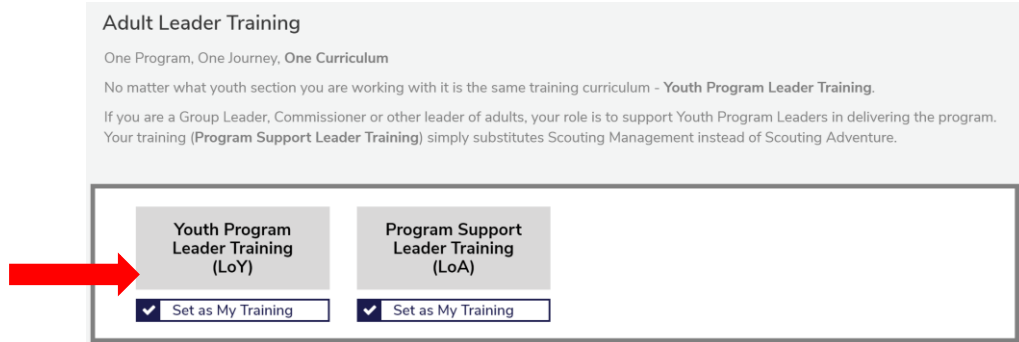 Adult Leader Training
One Program, One Journey, One Curriculum
No matter what youth section you are working with it is the same training curriculum - Youth Program Leader Training.
If you are a Group Leader, Commissioner or other leader of adults, your role is to support Youth Program Leaders in delivering the program.
Your training (Program Support Leader Training) simply substitutes Scouting Management instead of Scouting Adventure.
Youth Program
Leader Training
(LoY)
Set as My Training
Program Support
Leader Training
(LoA)
Set as My Training